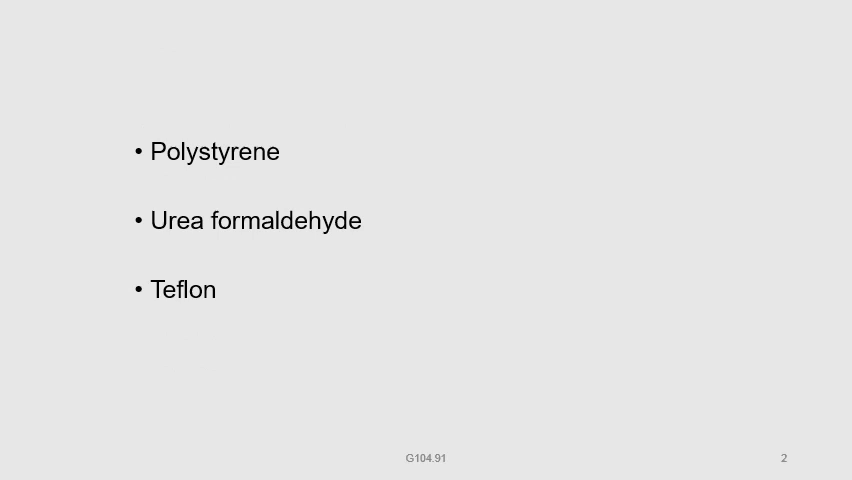 • Polystyrene
• Urea formaldehyde
• Teflon
G104.91
2